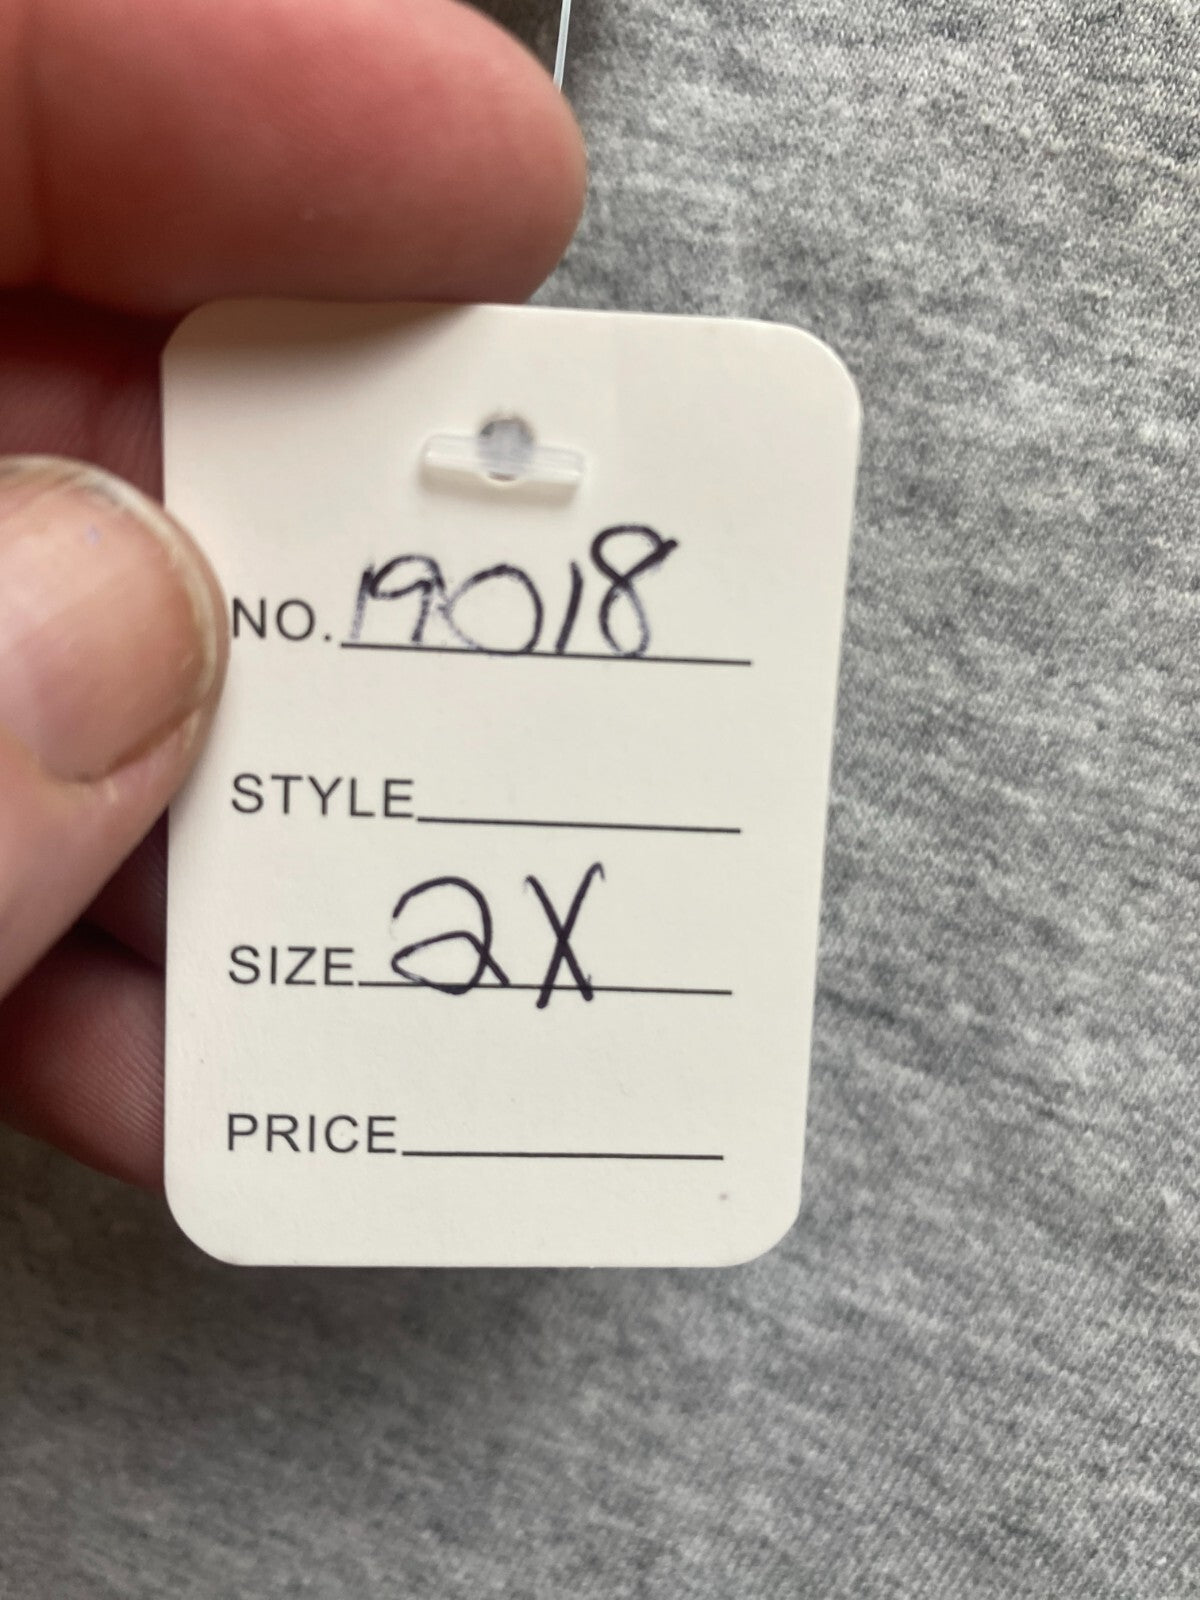 NO. 19018
STYLE
SIZE 2X
PRICE